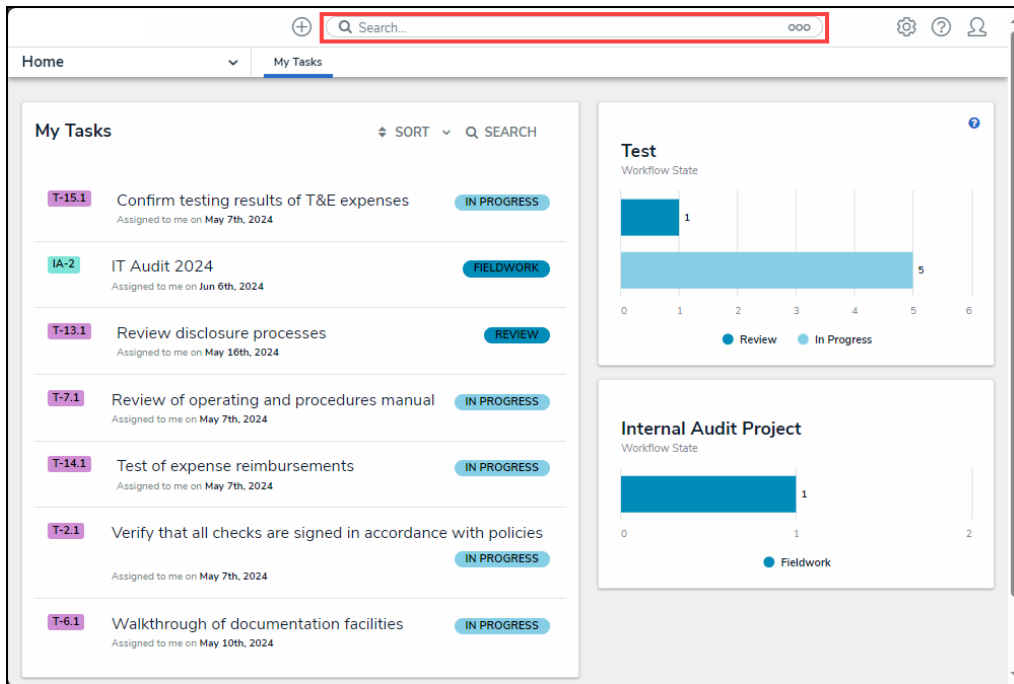 Search...
Home
My Tasks
My Tasks
SORT SEARCH
T-15.1 Confirm testing results of T&E expenses IN PROGRESS
Assigned to me on May 7th, 2024
IA-2 IT Audit 2024 FIELDWORK
Assigned to me on Jun 6th, 2024
T-13.1 Review disclosure processes REVIEW
Assigned to me on May 16th, 2024
T-7.1 Review of operating and procedures manual IN PROGRESS
Assigned to me on May 7th, 2024
T-14.1 Test of expense reimbursements IN PROGRESS
Assigned to me on May 7th, 2024
T-2.1 Verify that all checks are signed in accordance with policies
IN PROGRESS
Assigned to me on May 7th, 2024
T-6.1 Walkthrough of documentation facilities IN PROGRESS
Assigned to me on May 10th, 2024
Test
Workflow State
1
5
0 1 2 3 4 5 6
Review In Progress
Internal Audit Project
Workflow State
1
0 1 2
Fieldwork